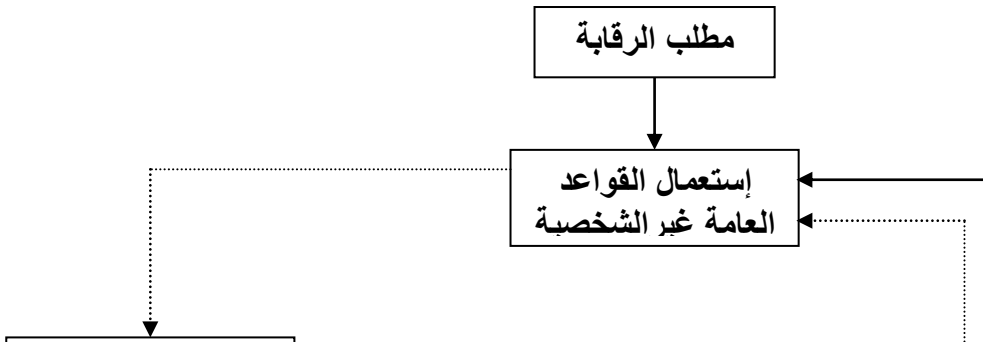 مطلب الرقابة
إستعمال القواعد
العامة غير الشخصية